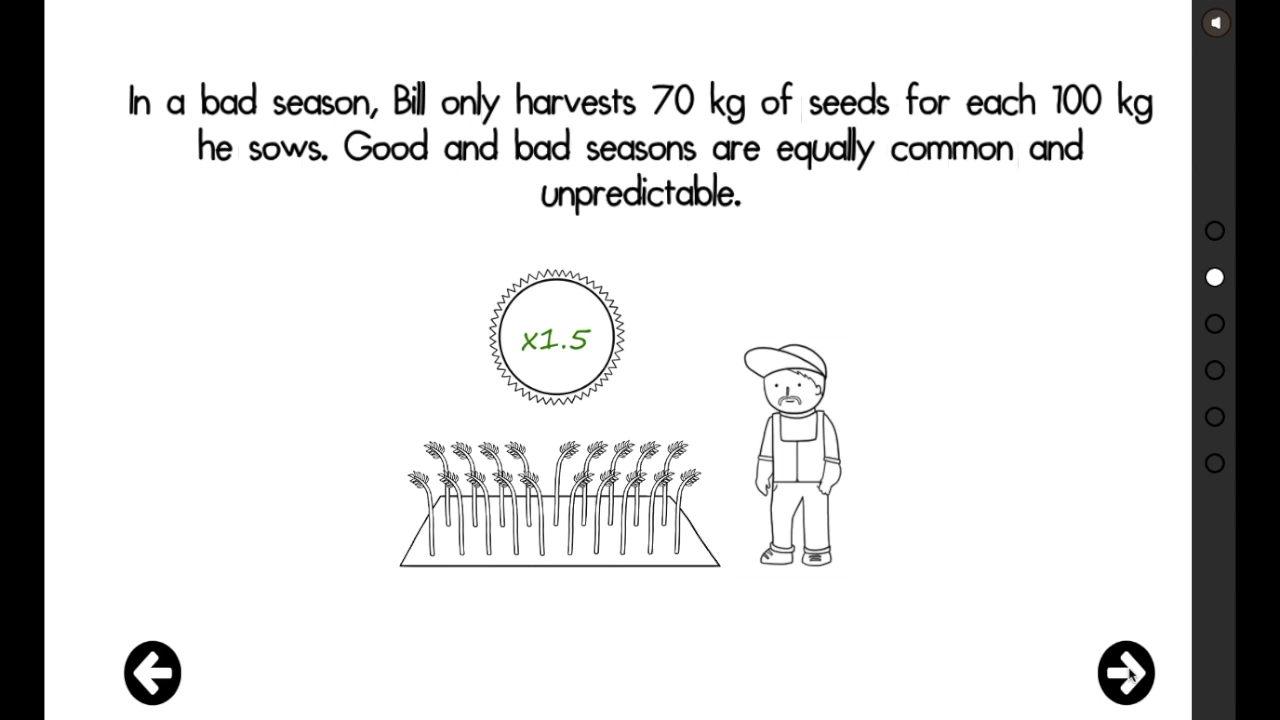 In a bad season, Bill only harvests 70 kg of seeds for each 100 kg
he sows. Good and bad seasons are equally common and
unpredictable.
x1.5